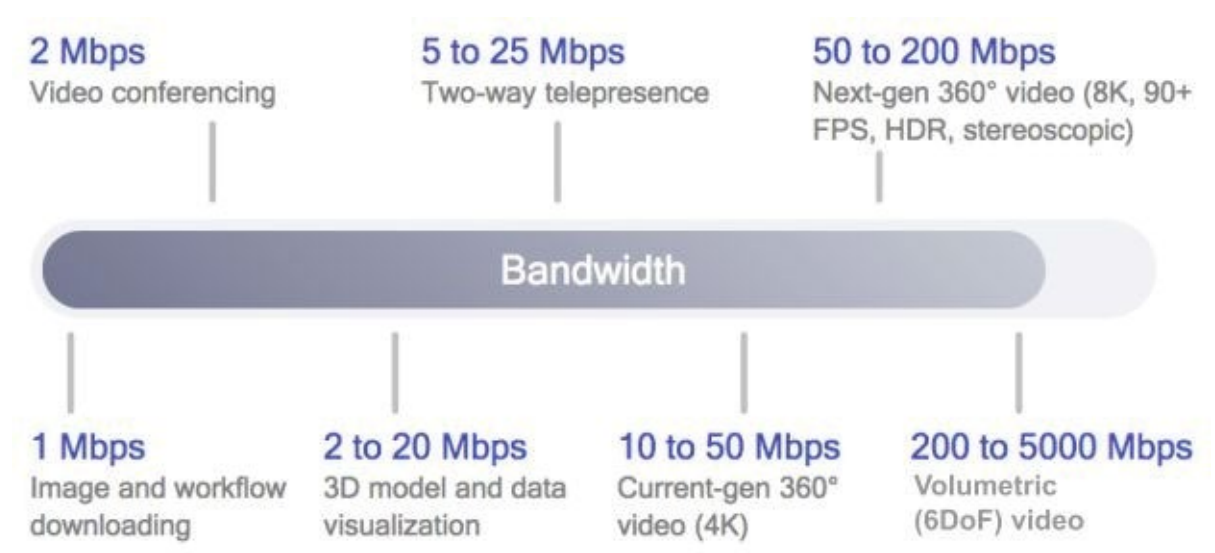 2 Mbps
Video conferencing
5 to 25 Mbps
Two-way telepresence
50 to 200 Mbps
Next-gen 360° video (8K, 90+
FPS, HDR, stereoscopic)
Bandwidth
1 Mbps
Image and workflow
downloading
2 to 20 Mbps
3D model and data
visualization
10 to 50 Mbps
Current-gen 360°
video (4K)
200 to 5000 Mbps
Volumetric
(6DoF) video